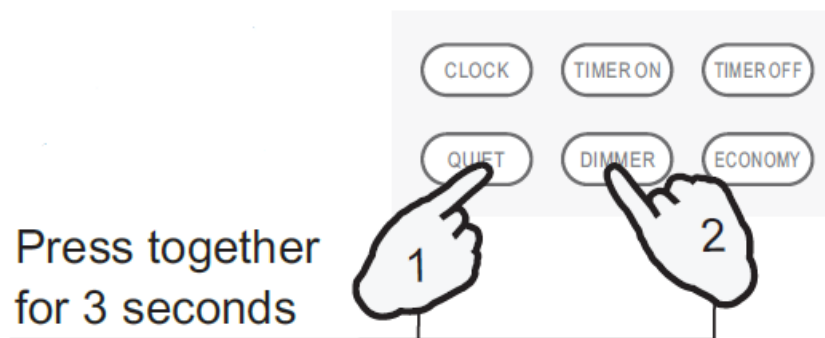 CLOCK TIMER ON TIMER OFF
QUIET DIMMER ECONOMY
1 2
Press together
for 3 seconds